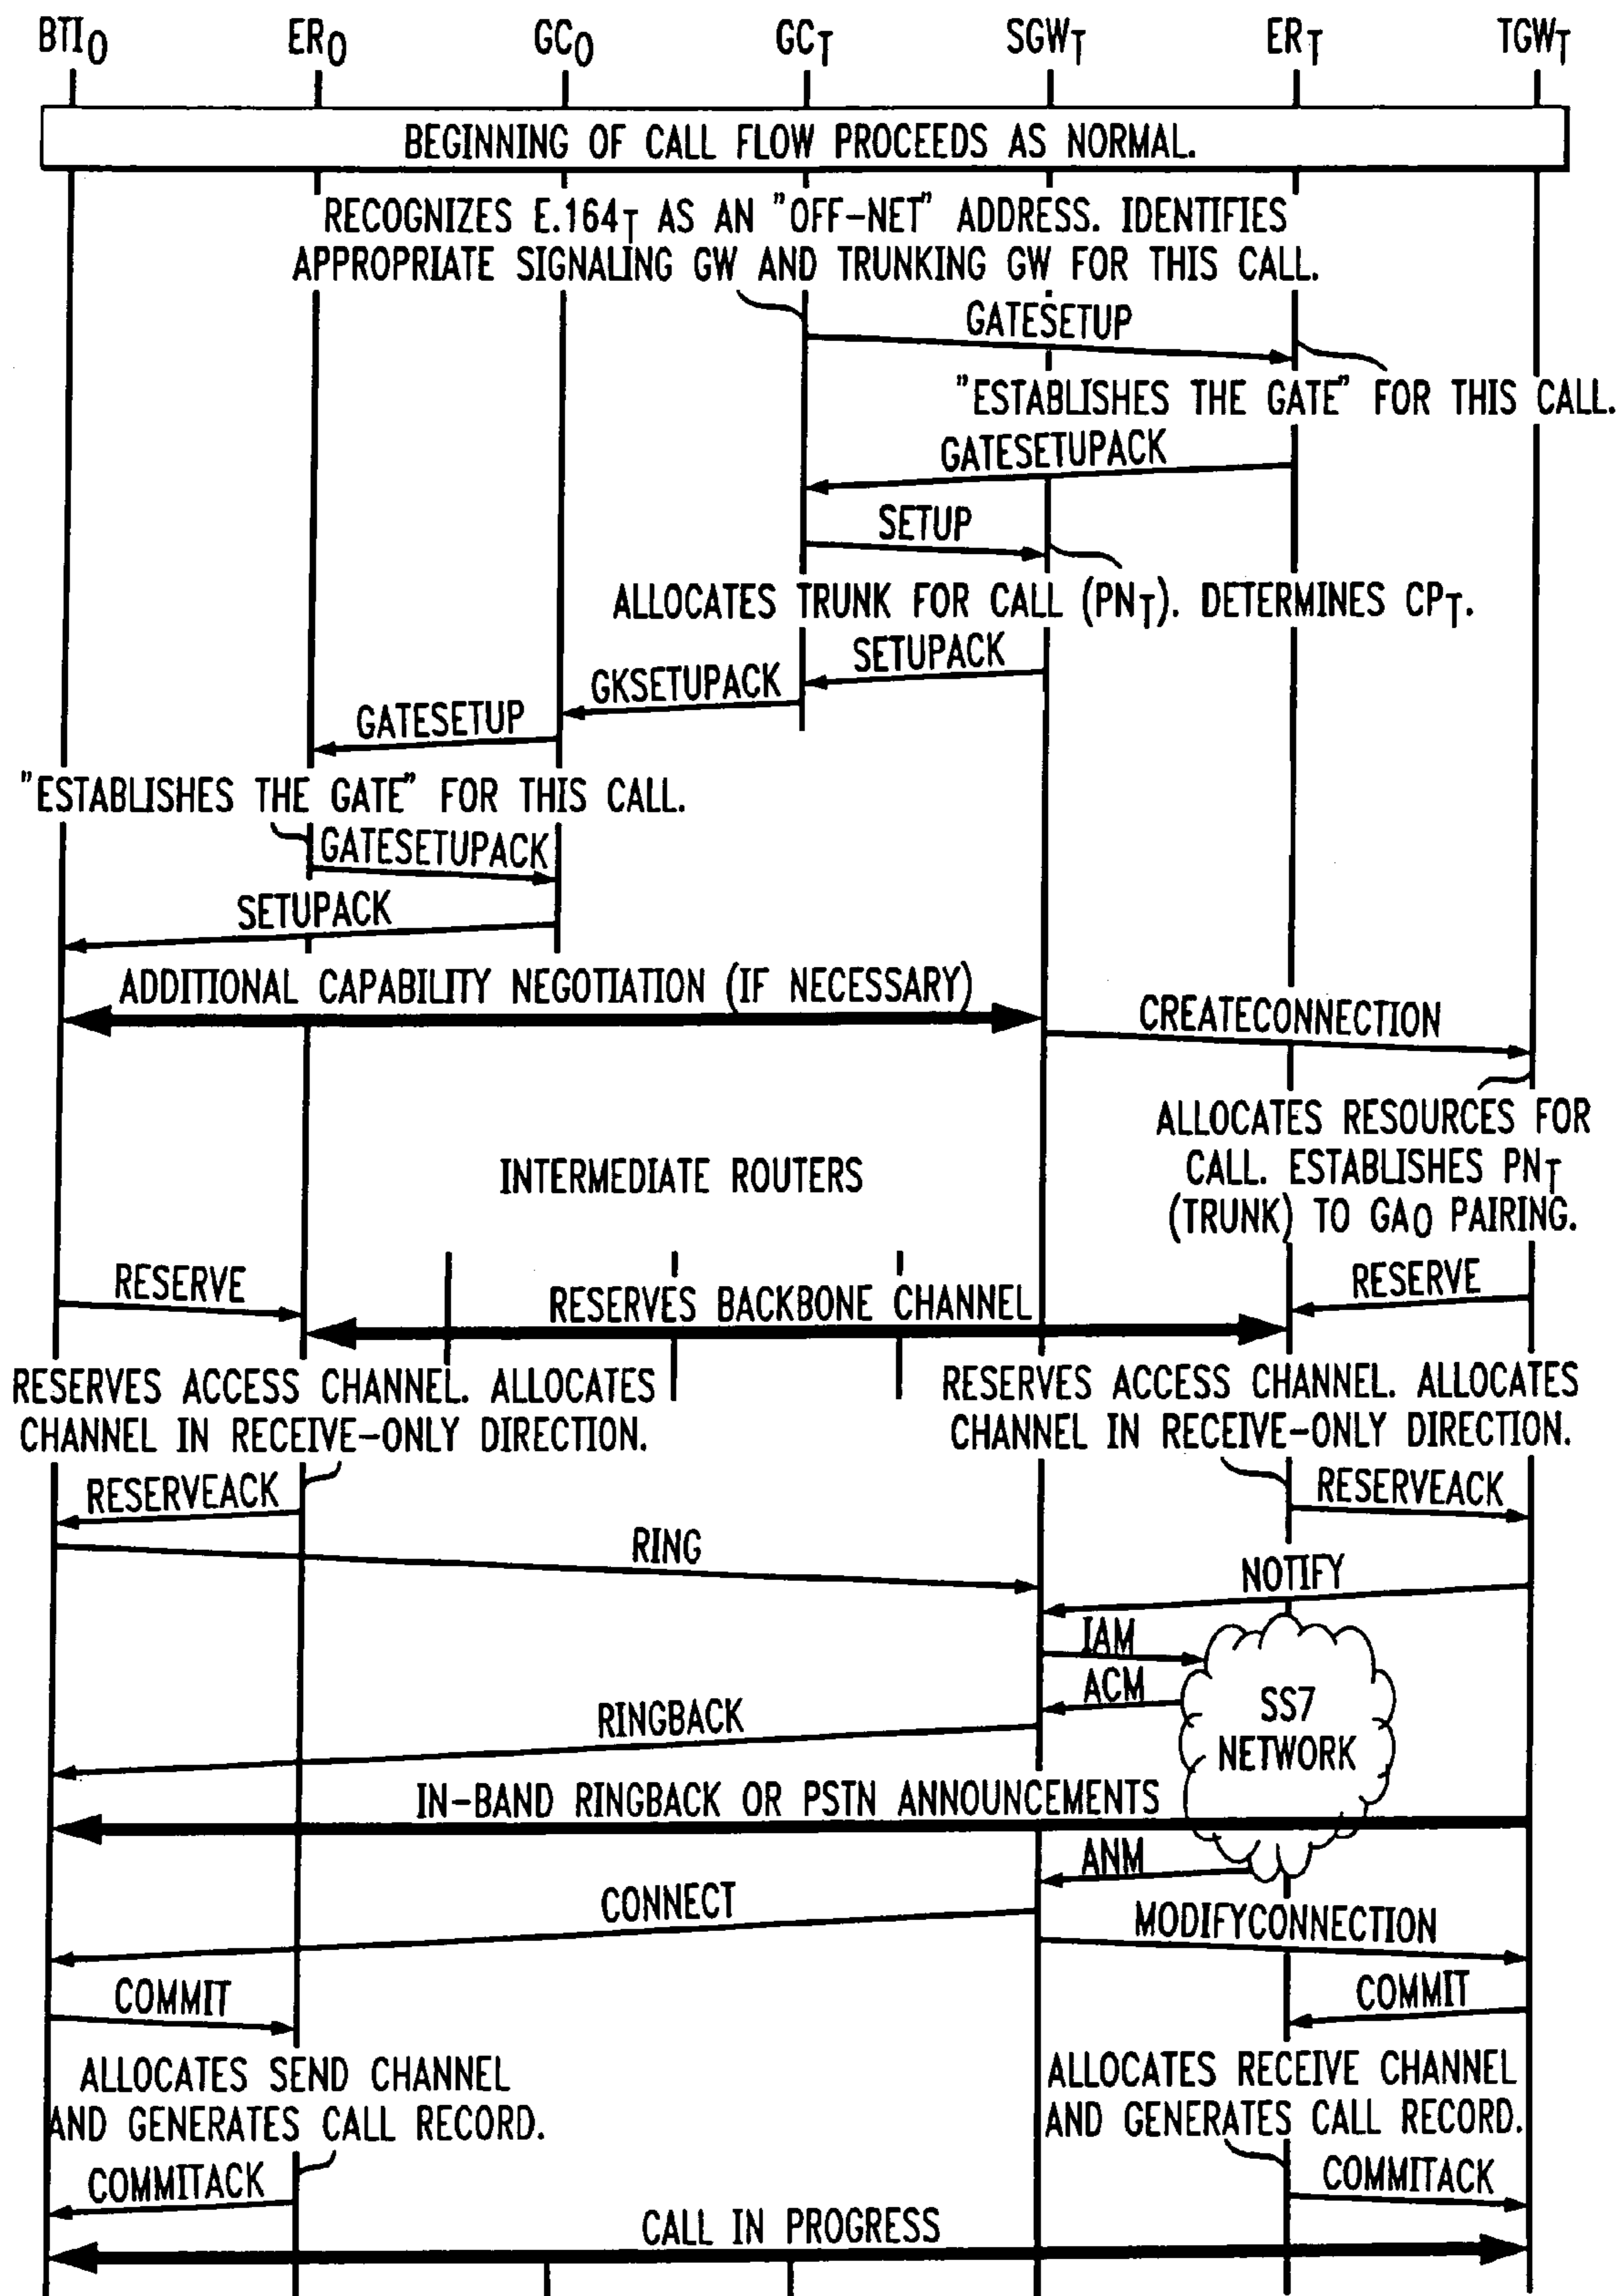 BTIO ERO GCO GCT SGWT ERT TGWT
BEGINNING OF CALL FLOW PROCEEDS AS NORMAL.
RECOGNIZES E.164T AS AN "OFF-NET" ADDRESS. IDENTIFIES
APPROPRIATE SIGNALING GW AND TRUNKING GW FOR THIS CALL.
GATESETUP
"ESTABLISHES THE GATE" FOR THIS CALL.
GATESETUPACK
SETUP
ALLOCATES TRUNK FOR CALL (PNT). DETERMINES CPT.
SETUPACK
GKSETUPACK
GATESETUP
"ESTABLISHES THE GATE" FOR THIS CALL.
GATESETUPACK
SETUPACK
ADDITIONAL CAPABILITY NEGOTIATION (IF NECESSARY)
CREATECONNECTION
ALLOCATES RESOURCES FOR
CALL. ESTABLISHES PNT
(TRUNK) TO GAO PAIRING.
INTERMEDIATE ROUTERS
RESERVE
RESERVES BACKBONE CHANNEL
RESERVE
RESERVES ACCESS CHANNEL. ALLOCATES
CHANNEL IN RECEIVE-ONLY DIRECTION.
RESERVES ACCESS CHANNEL. ALLOCATES
CHANNEL IN RECEIVE-ONLY DIRECTION.
RESERVEACK
RESERVEACK
RING
NOTIFY
IAM
ACM
SS7
NETWORK
RINGBACK
IN-BAND RINGBACK OR PSTN ANNOUNCEMENTS
ANM
CONNECT
MODIFYCONNECTION
COMMIT
COMMIT
ALLOCATES SEND CHANNEL
AND GENERATES CALL RECORD.
ALLOCATES RECEIVE CHANNEL
AND GENERATES CALL RECORD.
COMMITACK
COMMITACK
CALL IN PROGRESS